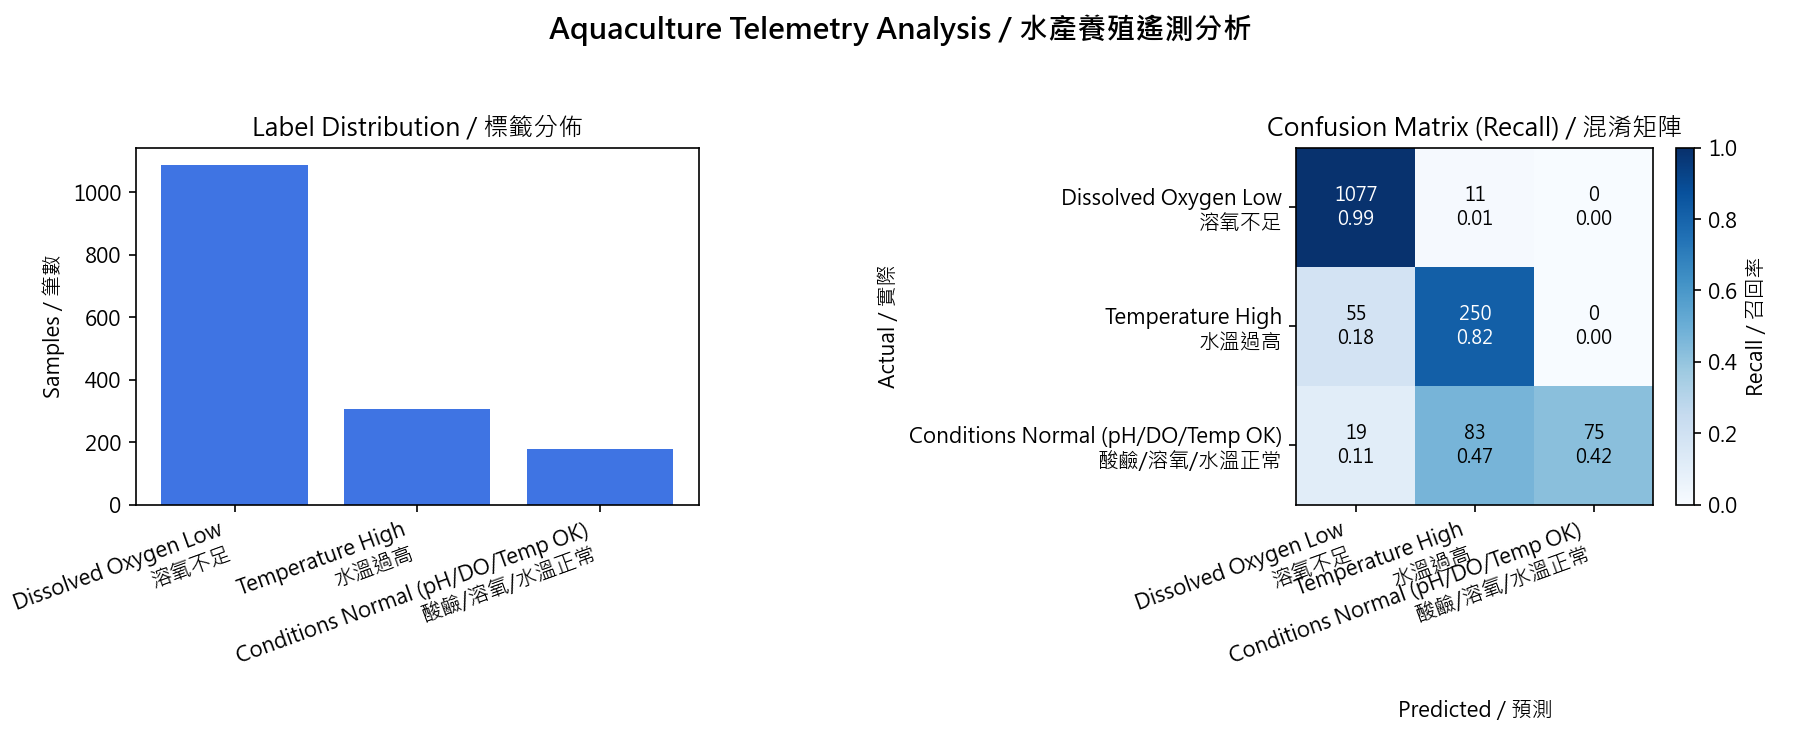 Aquaculture Telemetry Analysis / 水產養殖遙測分析
Label Distribution / 標籤分佈
Samples / 筆數
1000
800
600
400
200
0
Dissolved Oxygen Low
溶氧不足
Temperature High
水溫過高
Conditions Normal (pH/DO/Temp OK)
酸鹼/溶氧/水溫正常
Confusion Matrix (Recall) / 混淆矩陣
Actual / 實際
Dissolved Oxygen Low
溶氧不足
Temperature High
水溫過高
Conditions Normal (pH/DO/Temp OK)
酸鹼/溶氧/水溫正常
1077 11 0
0.99 0.01 0.00
55 250 0
0.18 0.82 0.00
19 83 75
0.11 0.47 0.42
Dissolved Oxygen Low
溶氧不足
Temperature High
水溫過高
Conditions Normal (pH/DO/Temp OK)
酸鹼/溶氧/水溫正常
Predicted / 預測
1.0
0.8
0.6
0.4
0.2
0.0
Recall / 召回率